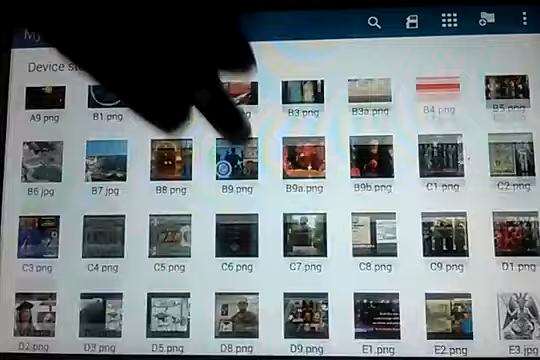 My
Device st
A9.png B1.png B3.png B3a.png B4.png B5.png
B6.jpg B7.jpg B8.png B9.png B9a.png B9b.png C1.png C2.png
C3.png C4.png C5.png C6.png C7.png C8.png C9.png D1.png
D2.png D3.png D5.png D8.png D9.png E1.png E2.png E3.jpg